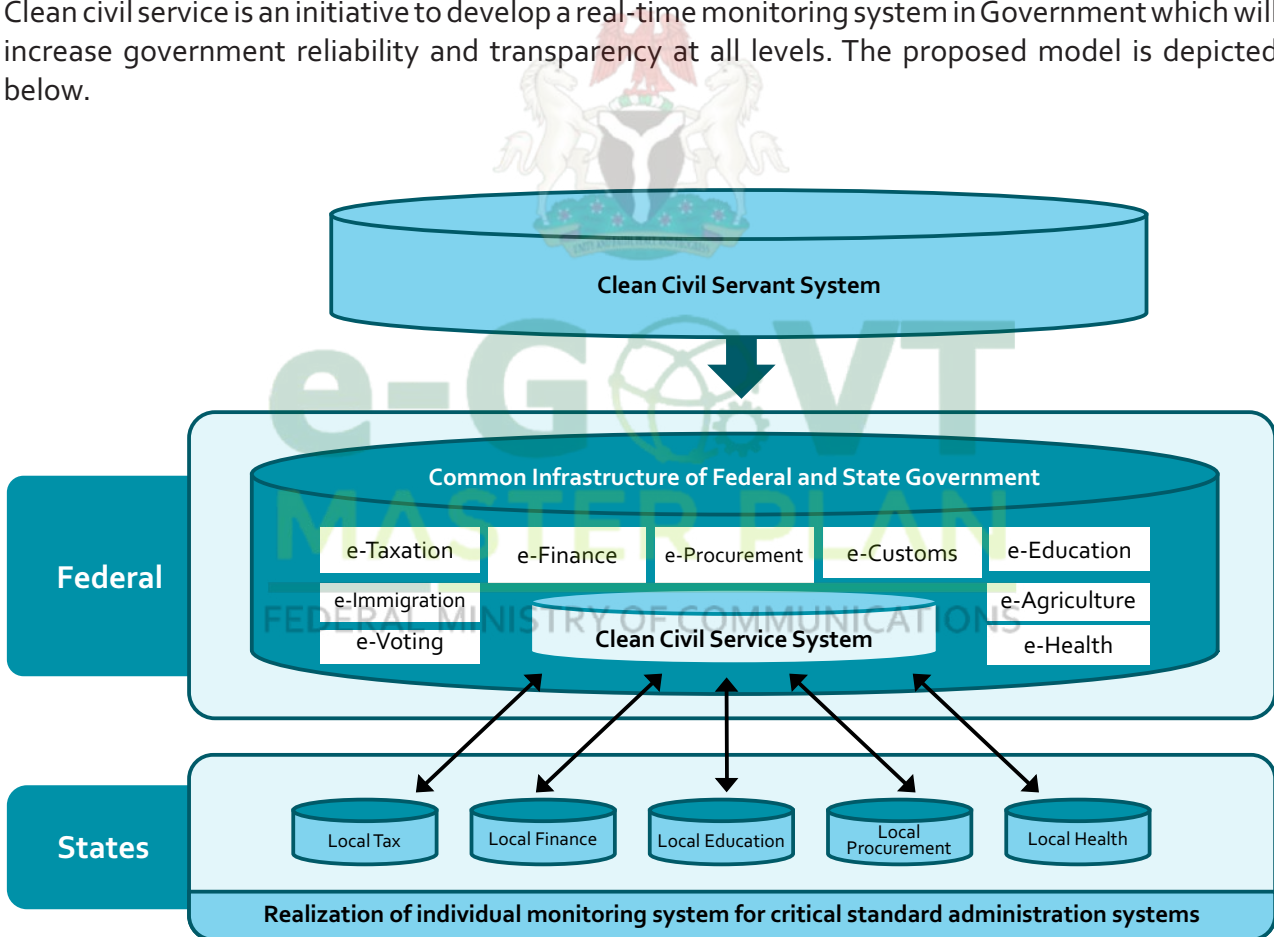 Clean civil service is an initiative to develop a real-time monitoring system in Government which will
increase government reliability and transparency at all levels. The proposed model is depicted
below.
Clean Civil Servant System
e-GOVT
MASTER PLAN
FEDERAL MINISTRY OF COMMUNICATIONS
Federal
Common Infrastructure of Federal and State Government
e-Taxation
e-Finance
e-Procurement
e-Customs
e-Education
e-Immigration
e-Agriculture
e-Voting
Clean Civil Service System
e-Health
States
Local Tax
Local Finance
Local Education
Local
Procurement
Local Health
Realization of individual monitoring system for critical standard administration systems